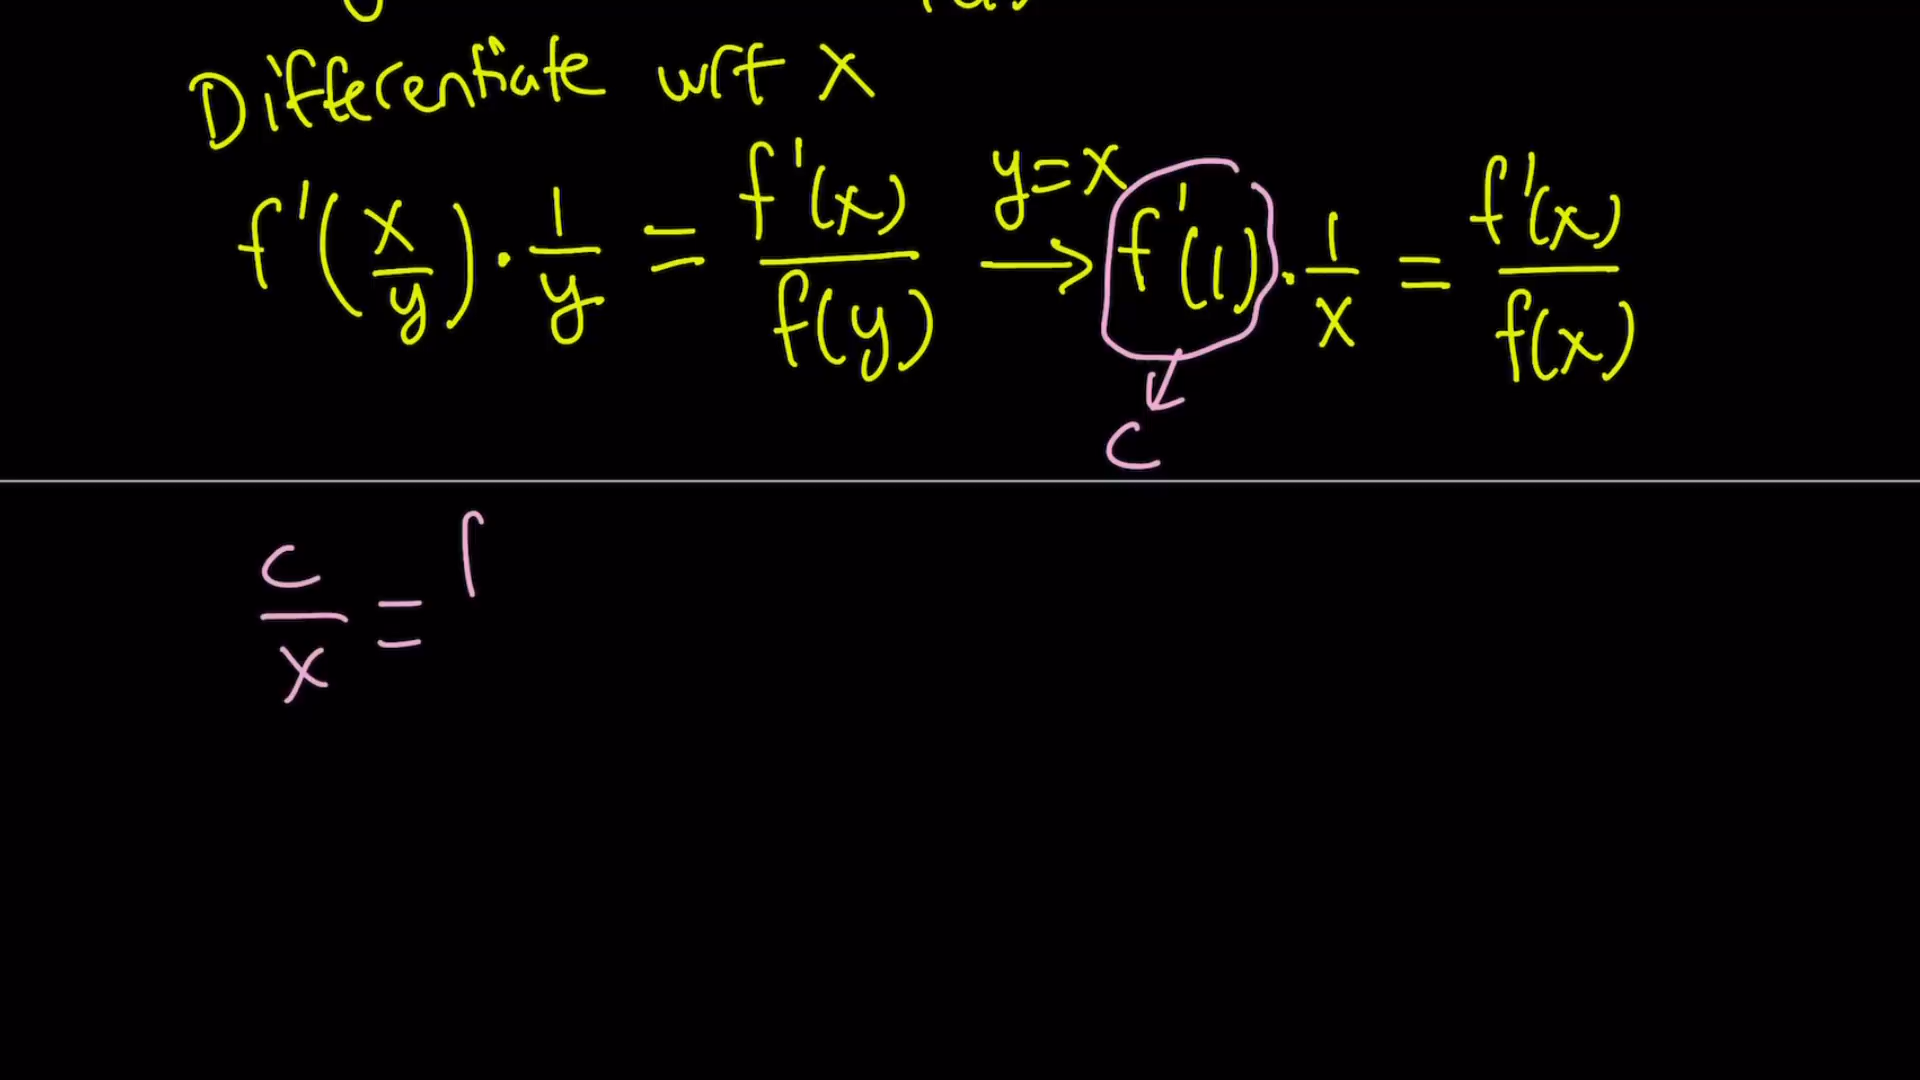 Differentiate wrt x
f'(x/y) · 1/y = f'(x)/f(y) y=x → f'(1) · 1/x = f'(x)/f(x)
c
c/x =